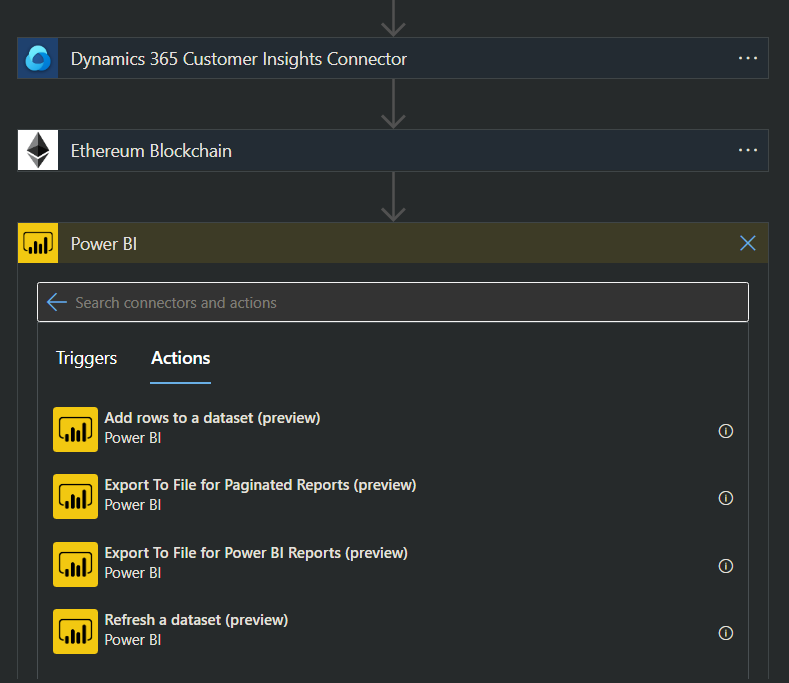 Dynamics 365 Customer Insights Connector
Ethereum Blockchain
Power BI
Search connectors and actions
Triggers Actions
Add rows to a dataset (preview)
Power BI
Export To File for Paginated Reports (preview)
Power BI
Export To File for Power BI Reports (preview)
Power BI
Refresh a dataset (preview)
Power BI